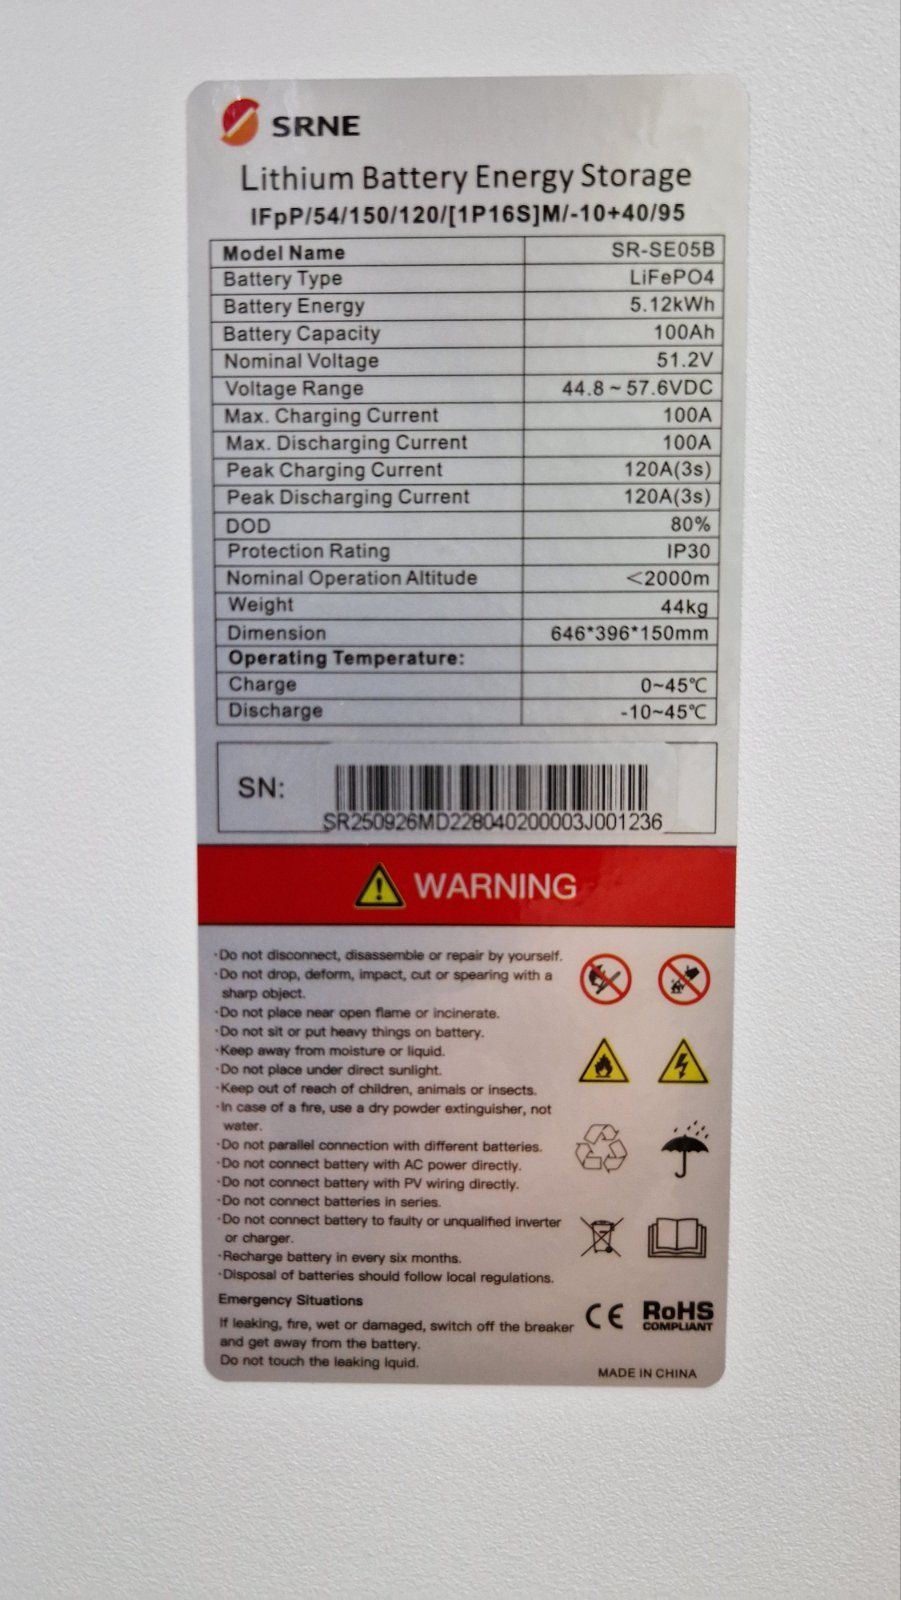 SRNE
Lithium Battery Energy Storage
IFpP/54/150/120/[1P16S]M/-10+40/95
Model Name SR-SE05B
Battery Type LiFePO4
Battery Energy 5.12kWh
Battery Capacity 100Ah
Nominal Voltage 51.2V
Voltage Range 44.8~57.6VDC
Max. Charging Current 100A
Max. Discharging Current 100A
Peak Charging Current 120A(3s)
Peak Discharging Current 120A(3s)
DOD 80%
Protection Rating IP30
Nominal Operation Altitude <2000m
Weight 44kg
Dimension 646*396*150mm
Operating Temperature:
Charge 0~45℃
Discharge -10~45℃
SN:
SR250926MD228040200003J001236
WARNING
·Do not disconnect, disassemble or repair by yourself.
·Do not drop, deform, impact, cut or spearing with a
sharp object.
·Do not place near open flame or incinerate.
·Do not sit or put heavy things on battery.
·Keep away from moisture or liquid.
·Do not place under direct sunlight.
·Keep out of reach of children, animals or insects.
·In case of a fire, use a dry powder extinguisher, not
water.
·Do not parallel connection with different batteries.
·Do not connect battery with AC power directly.
·Do not connect battery with PV wiring directly.
·Do not connect batteries in series.
·Do not connect battery to faulty or unqualified inverter
or charger.
·Recharge battery in every six months.
·Disposal of batteries should follow local regulations.
Emergency Situations
If leaking, fire, wet or damaged, switch off the breaker
and get away from the battery.
Do not touch the leaking lquid.
CE
RoHS
COMPLIANT
MADE IN CHINA